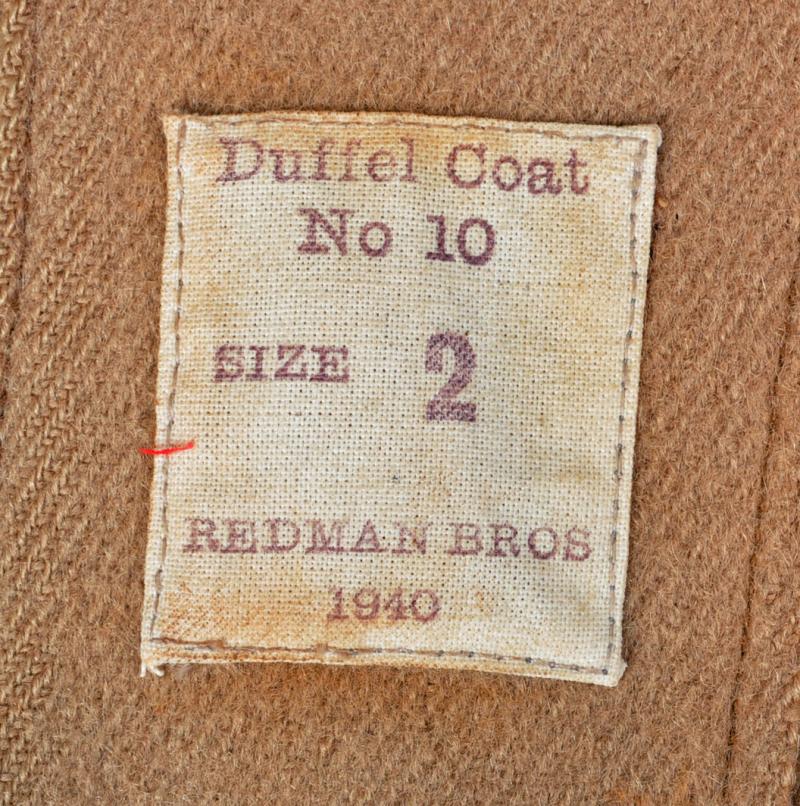 Duffel Coat
No 10
SIZE 2
REDMAN BROS
1940